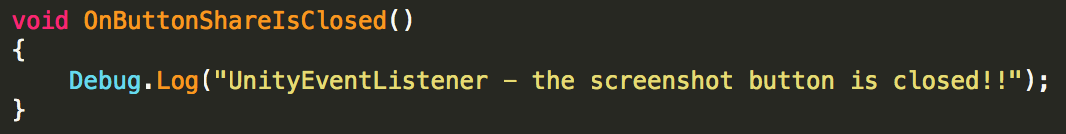 void OnButtonShareIsClosed()
{
    Debug.Log("UnityEventListener - the screenshot button is closed!!");
}